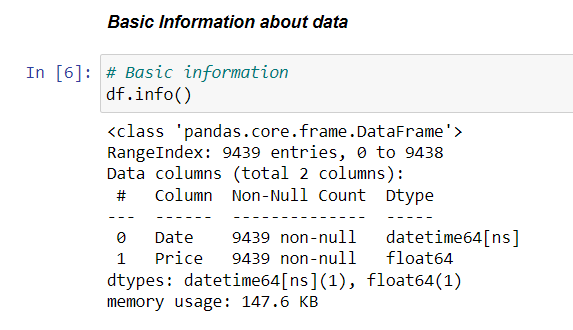 Basic Information about data
In [6]: # Basic information
df.info()
<class 'pandas.core.frame.DataFrame'>
RangeIndex: 9439 entries, 0 to 9438
Data columns (total 2 columns):
 #   Column  Non-Null Count  Dtype
---  ------  --------------  -----
 0   Date    9439 non-null   datetime64[ns]
 1   Price   9439 non-null   float64
dtypes: datetime64[ns](1), float64(1)
memory usage: 147.6 KB